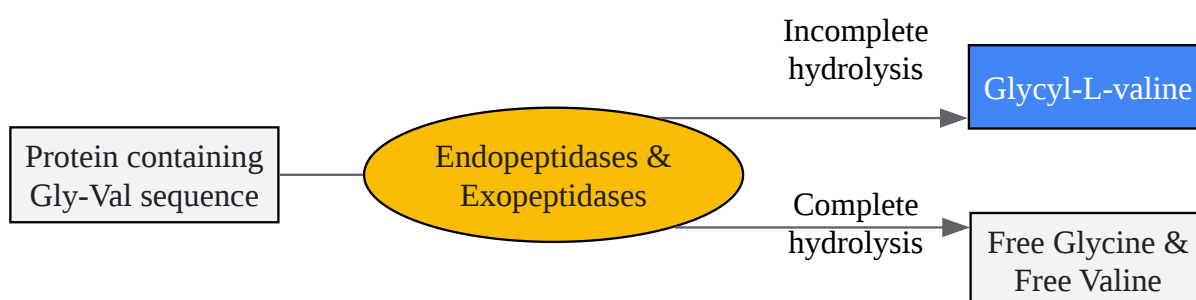 Incomplete
hydrolysis
Glycyl-L-valine
Protein containing
Gly-Val sequence
Endopeptidases &
Exopeptidases
Complete
hydrolysis
Free Glycine &
Free Valine